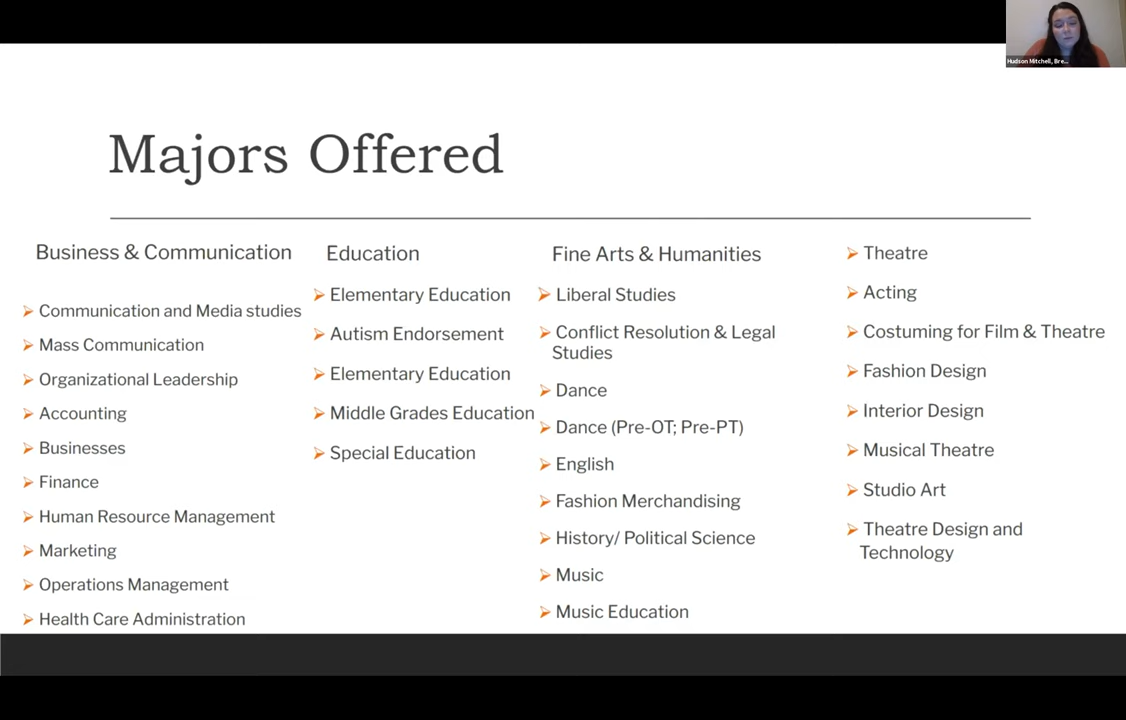 Hudson Mitchell, Bre...
Majors Offered
Business & Communication
Communication and Media studies
Mass Communication
Organizational Leadership
Accounting
Businesses
Finance
Human Resource Management
Marketing
Operations Management
Health Care Administration
Education
Elementary Education
Autism Endorsement
Elementary Education
Middle Grades Education
Special Education
Fine Arts & Humanities
Liberal Studies
Conflict Resolution & Legal
Studies
Dance
Dance (Pre-OT; Pre-PT)
English
Fashion Merchandising
History/ Political Science
Music
Music Education
Theatre
Acting
Costuming for Film & Theatre
Fashion Design
Interior Design
Musical Theatre
Studio Art
Theatre Design and
Technology